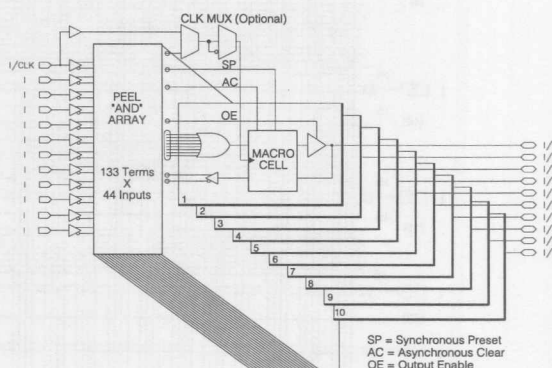 CLK MUX (Optional)
I/CLK
SP
AC
OE
PEEL
"AND"
ARRAY
133 Terms
X
44 Inputs
MACRO
CELL
I
I
I
I
I
I
I
I
I
I
I
1
2
3
4
5
6
7
8
9
10
I/
I/
I/
I/
I/
I/
I/
I/
I/
I/
SP = Synchronous Preset
AC = Asynchronous Clear
OE = Output Enable